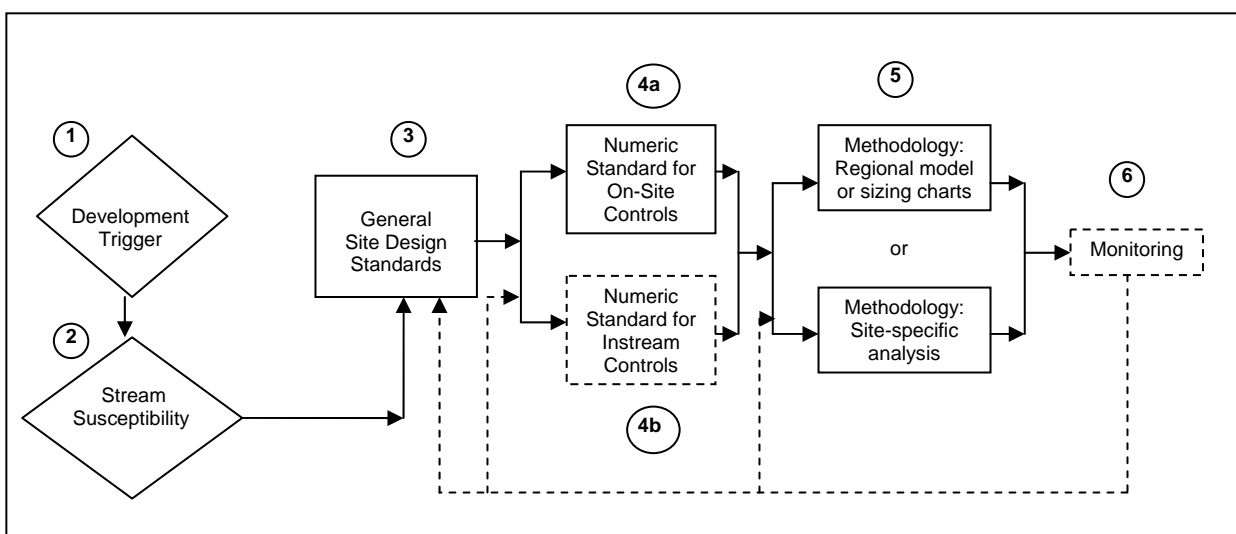 1
Development
Trigger
2
Stream
Susceptibility
3
General
Site Design
Standards
4a
Numeric
Standard for
On-Site
Controls
Numeric
Standard for
Instream
Controls
4b
5
Methodology:
Regional model
or sizing charts
or
Methodology:
Site-specific
analysis
6
Monitoring